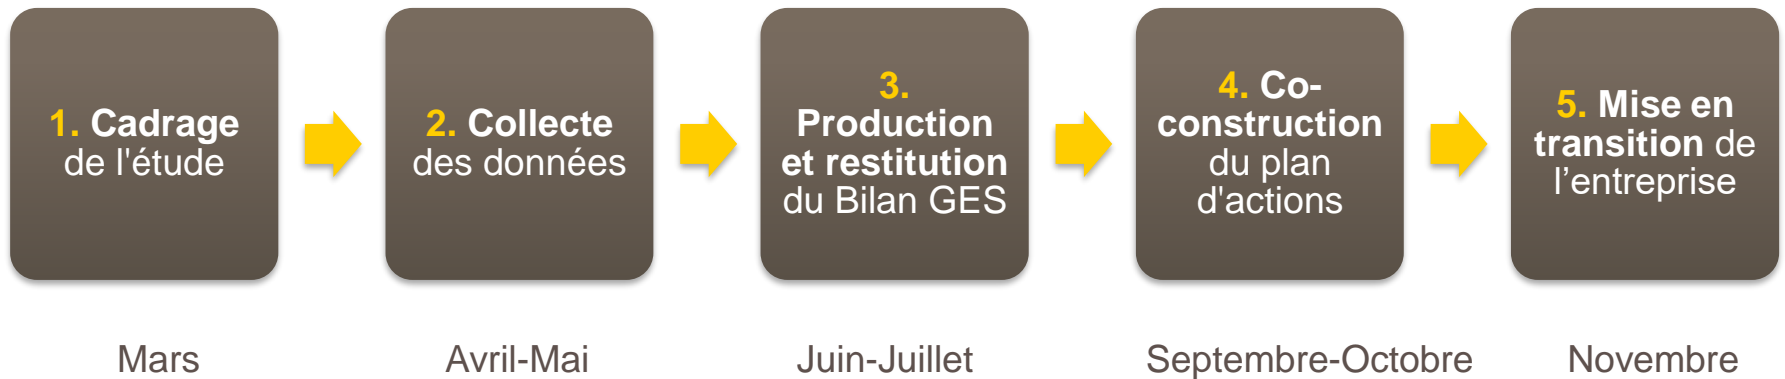 1. Cadrage
de l'étude
2. Collecte
des données
3.
Production
et restitution
du Bilan GES
4. Co-
construction
du plan
d'actions
5. Mise en
transition de
l’entreprise
Mars
Avril-Mai
Juin-Juillet
Septembre-Octobre
Novembre